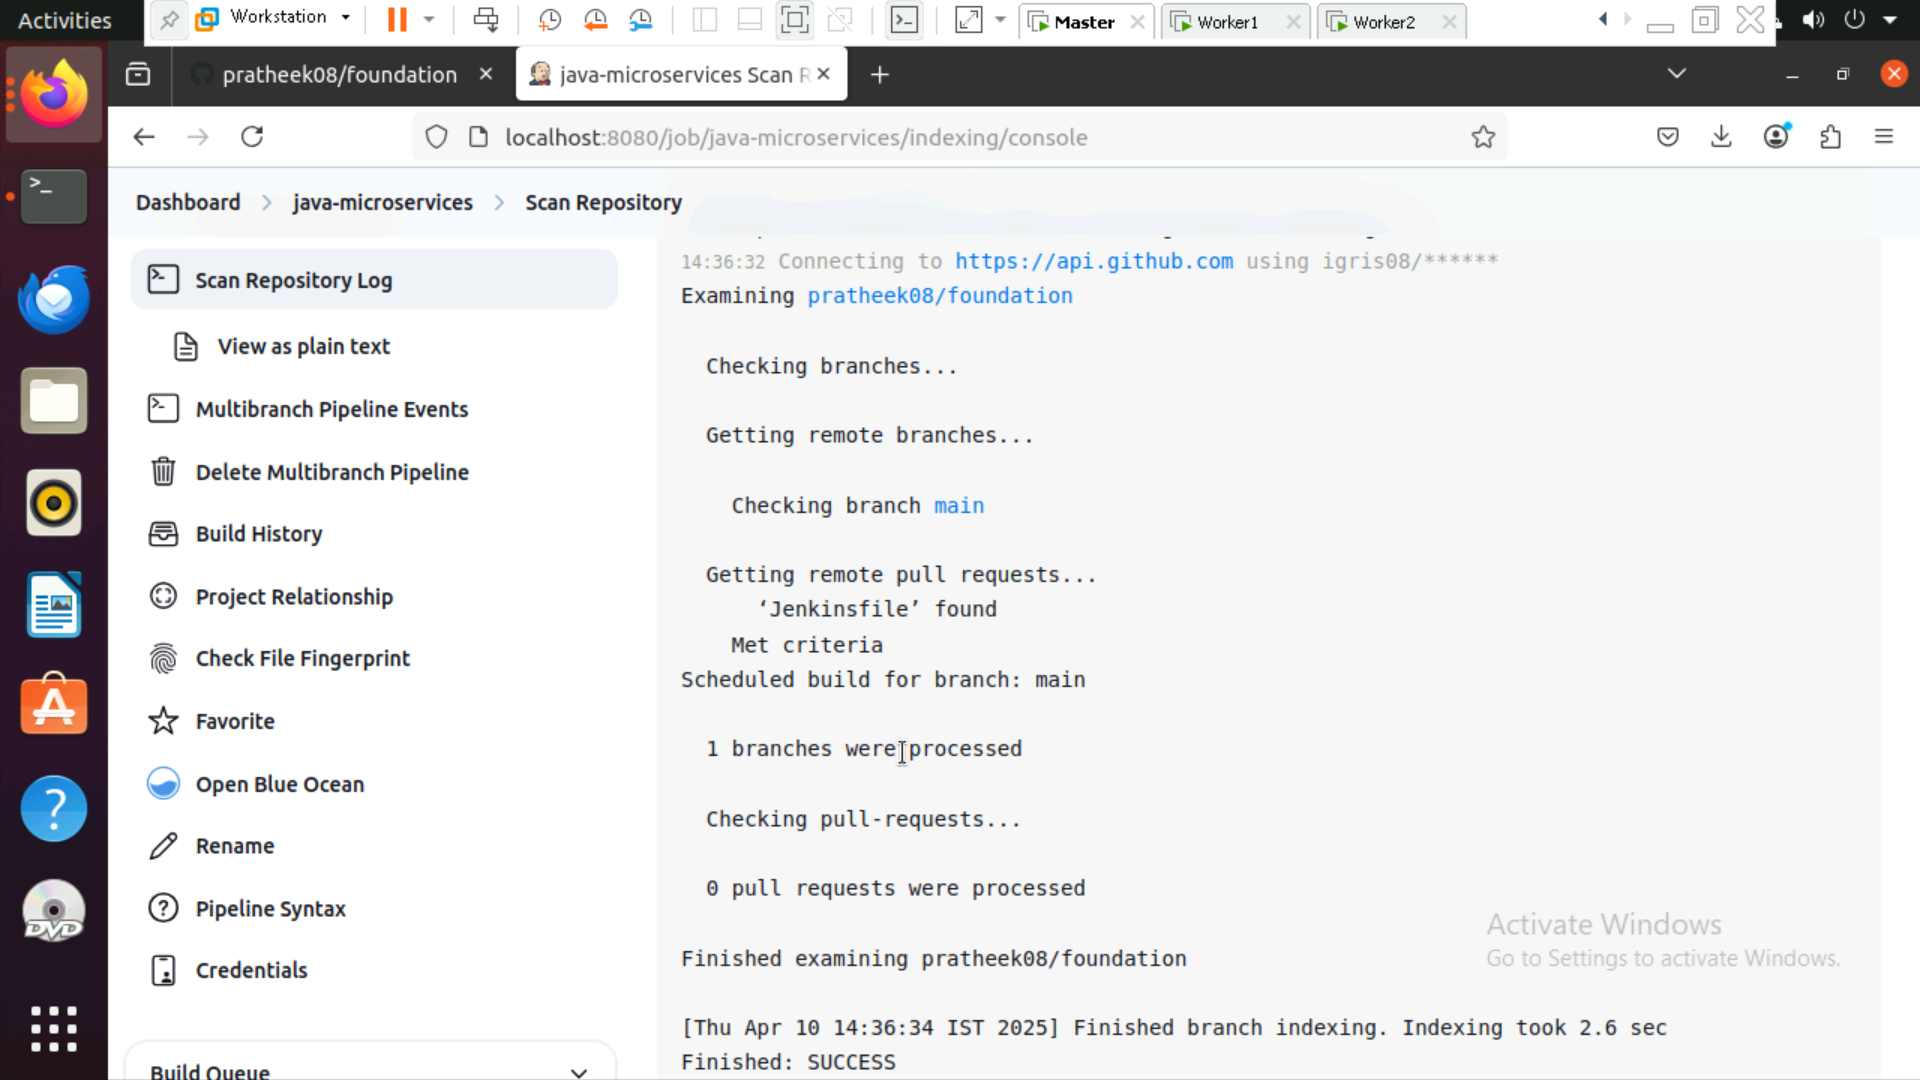 Activities
Workstation
Master
Worker1
Worker2
pratheek08/foundation
java-microservices Scan R
localhost:8080/job/java-microservices/indexing/console
Dashboard > java-microservices > Scan Repository
Scan Repository Log
View as plain text
Multibranch Pipeline Events
Delete Multibranch Pipeline
Build History
Project Relationship
Check File Fingerprint
Favorite
Open Blue Ocean
Rename
Pipeline Syntax
Credentials
Build Queue
14:36:32 Connecting to https://api.github.com using igris08/******
Examining pratheek08/foundation
Checking branches...
Getting remote branches...
Checking branch main
Getting remote pull requests...
‘Jenkinsfile’ found
Met criteria
Scheduled build for branch: main
1 branches were processed
Checking pull-requests...
0 pull requests were processed
Finished examining pratheek08/foundation
[Thu Apr 10 14:36:34 IST 2025] Finished branch indexing. Indexing took 2.6 sec
Finished: SUCCESS
Activate Windows
Go to Settings to activate Windows.
DVD